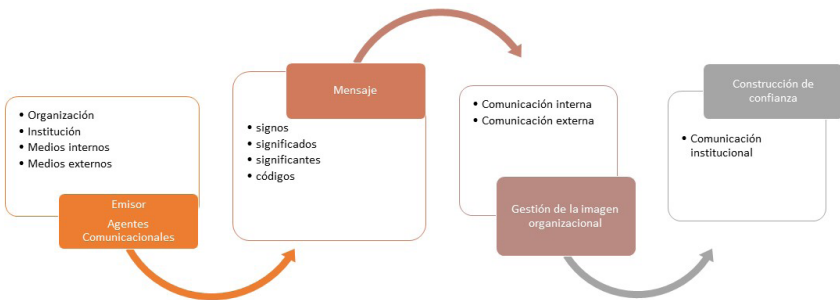 • Organización
• Institución
• Medios internos
• Medios externos
Emisor
Agentes
Comunicacionales
Mensaje
• signos
• significados
• significantes
• códigos
• Comunicación interna
• Comunicación externa
Gestión de la imagen
organizacional
Construcción de
confianza
• Comunicación
institucional